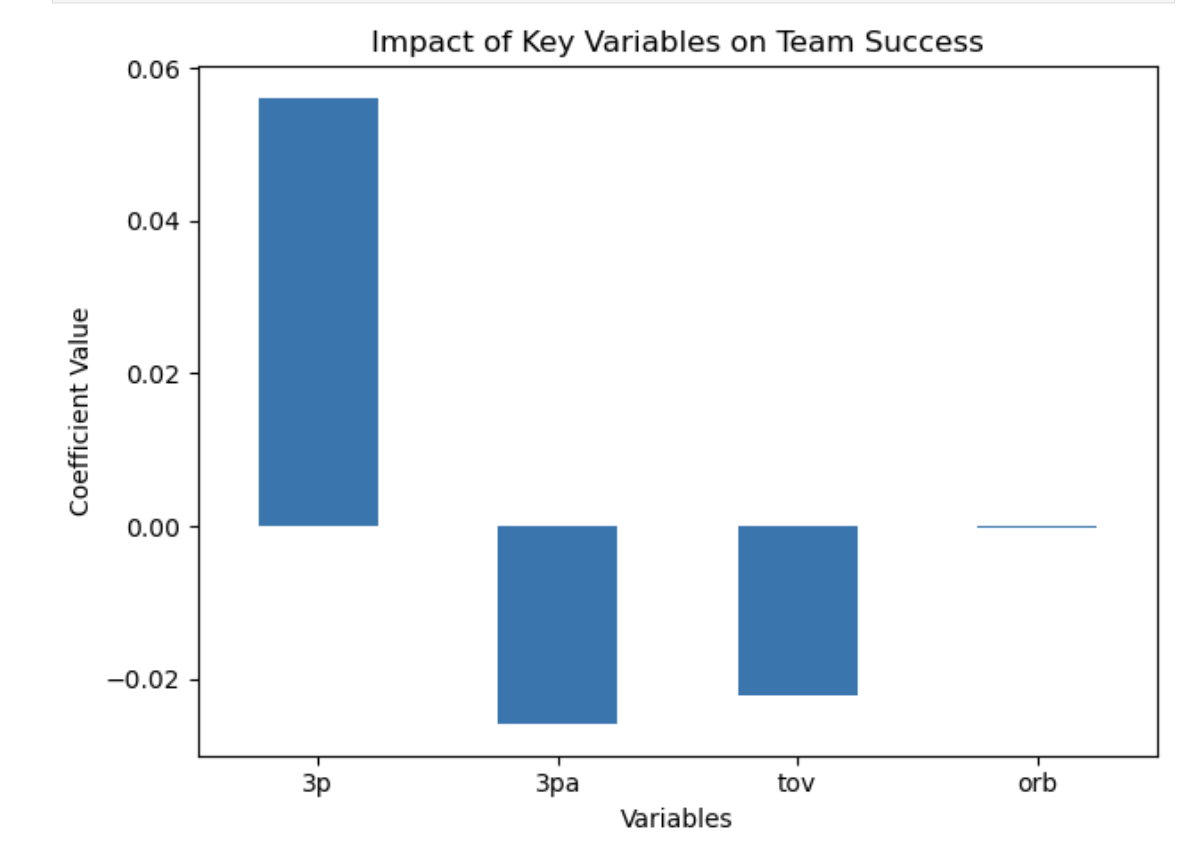 Impact of Key Variables on Team Success
0.06
0.04
0.02
0.00
−0.02
Coefficient Value
3p
3pa
tov
orb
Variables